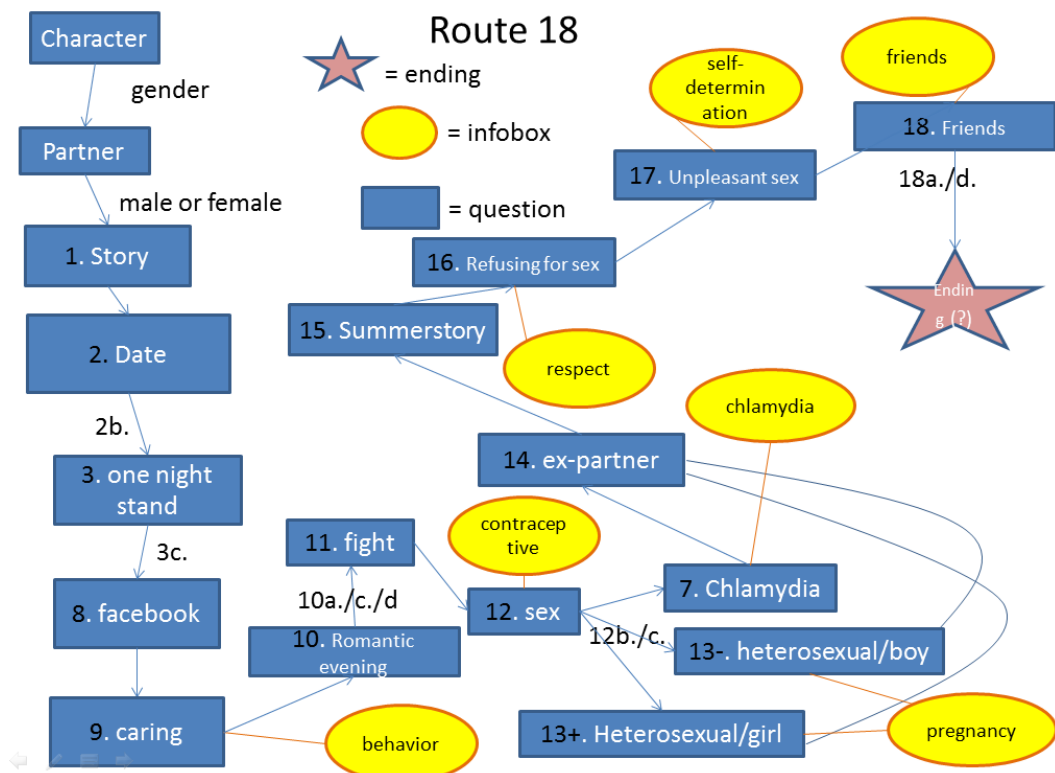 Route 18
Character
gender
Partner
male or female
1. Story
2. Date
2b.
3. one night
stand
3c.
8. facebook
9. caring
behavior
10. Romantic
evening
10a./c./d
11. fight
12. sex
contracep
tive
12b./c.
7. Chlamydia
chlamydia
13-. heterosexual/boy
13+. Heterosexual/girl
pregnancy
14. ex-partner
15. Summerstory
16. Refusing for sex
respect
17. Unpleasant sex
self-
determin
ation
18. Friends
friends
18a./d.
Endin
g (?)
= ending
= infobox
= question